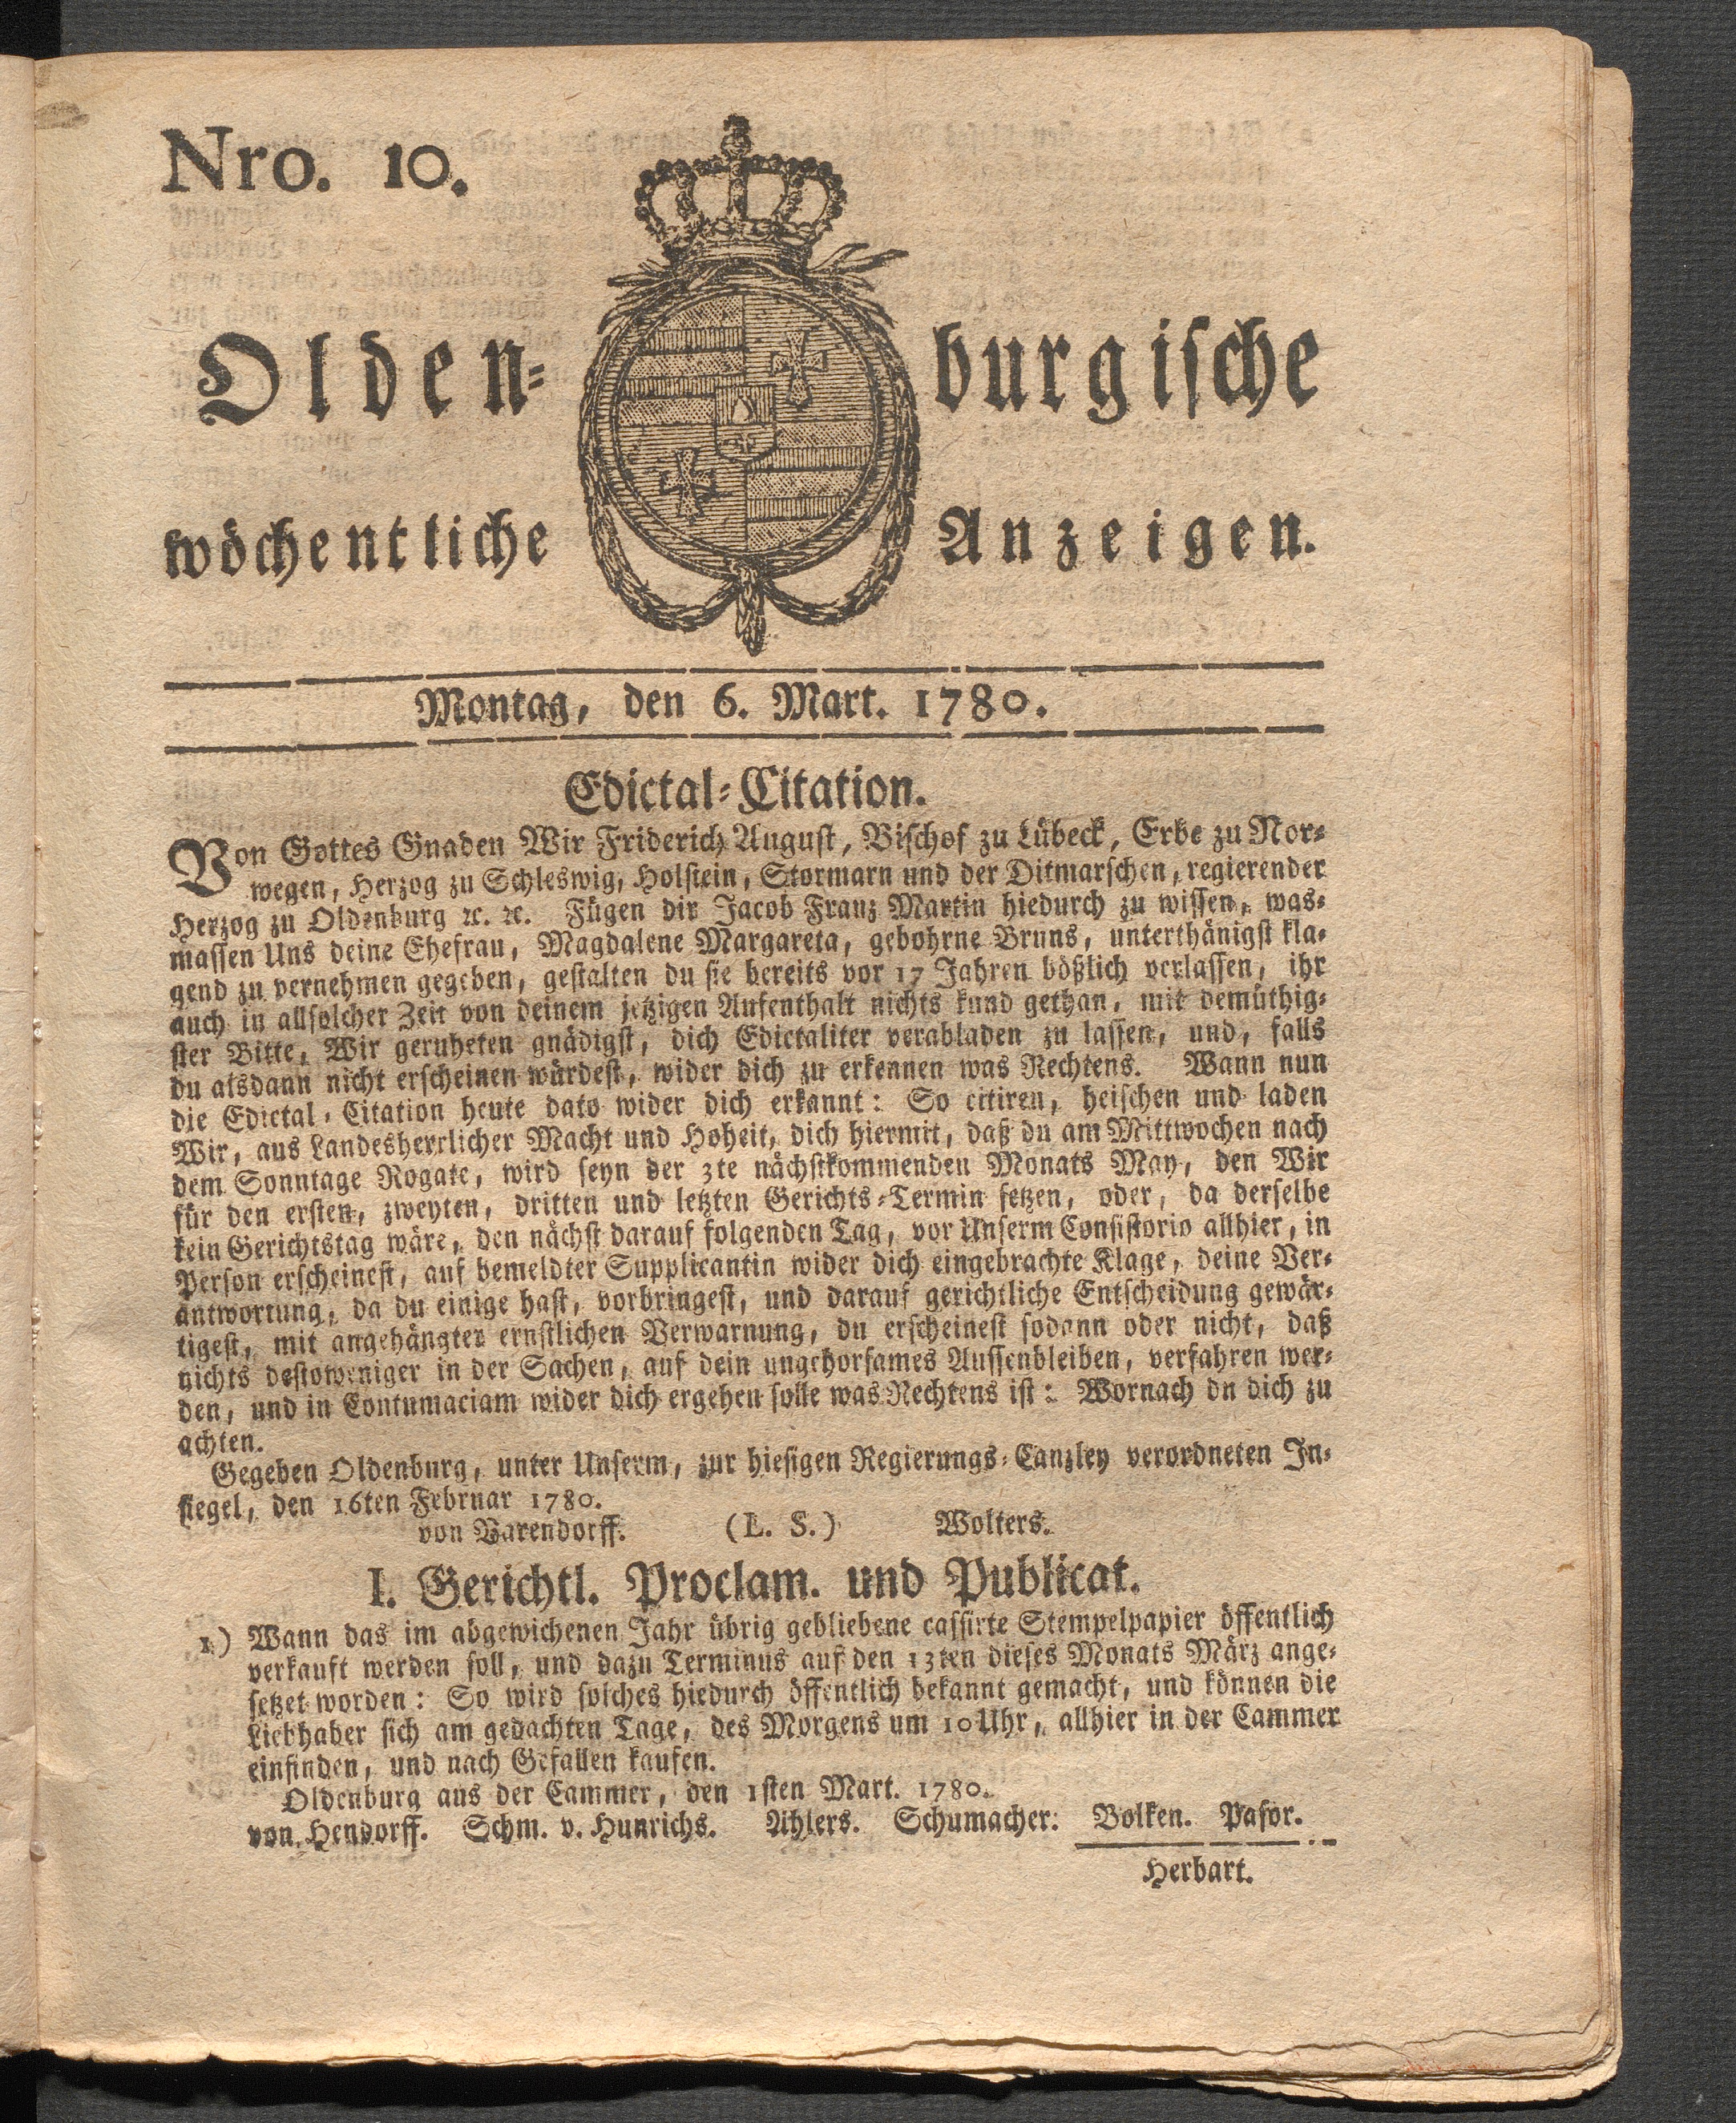 Nro. 10.
Olden-burgische
wöchentliche Anzeigen.
Montag, den 6. Mart. 1780.
Edictal-Citation.
Von Gottes Gnaden Wir Friderich August, Bischof zu Lübeck, Erbe zu Nor-
wegen, Herzog zu Schleswig, Holstein, Stormarn und der Ditmarschen, regierender
Herzog zu Oldenburg ꝛc. ꝛc. Fügen dir Jacob Franz Martin hiedurch zu wissen, was-
massen Uns deine Ehefrau, Magdalene Margareta, gebohrne Bruns, unterthänigst kla-
gend zu vernehmen gegeben, gestalten du sie bereits vor 17 Jahren bößlich verlassen, ihr
auch in allsolcher Zeit von deinem jetzigen Aufenthalt nichts kund gethan, mit demüthig-
ster Bitte, Wir geruheten gnädigst, dich Edictaliter verabladen zu lassen, und, falls
du alsdann nicht erscheinen würdest, wider dich zu erkennen was Rechtens. Wann nun
die Edictal-Citation heute dato wider dich erkannt: So citiren, heischen und laden
Wir, aus Landesherrlicher Macht und Hoheit, dich hiermit, daß du am Mittwochen nach
dem Sonntage Rogate, wird seyn der 3te nächstkommenden Monats May, den Wir
für den ersten, zweyten, dritten und letzten Gerichts-Termin setzen, oder, da derselbe
kein Gerichtstag wäre, den nächst darauf folgenden Tag, vor Unserm Consistorio allhier, in
Person erscheinest, auf bemeldter Supplicantin wider dich eingebrachte Klage, deine Ver-
antwortung, da du einige hast, vorbringest, und darauf gerichtliche Entscheidung gewär-
tigest, mit angehängter ernstlichen Verwarnung, du erscheinest sodann oder nicht, daß
nichts destoweniger in der Sachen, auf dein ungehorsames Aussenbleiben, verfahren wer-
den, und in Contumaciam wider dich ergehen solle was Rechtens ist: Wornach dn dich zu
achten.
Gegeben Oldenburg, unter Unserm, zur hiesigen Regierungs-Canzley verordneten In-
siegel, den 16ten Februar 1780.
von Varendorff. (L. S.) Wolters.
I. Gerichtl. Proclam. und Publicat.
1.) Wann das im abgewichenen Jahr übrig gebliebene cassirte Stempelpapier öffentlich
verkauft werden soll, und dazu Terminus auf den 13ten dieses Monats März ange-
setzet worden: So wird solches hiedurch öffentlich bekannt gemacht, und können die
Liebhaber sich am gedachten Tage, des Morgens um 10 Uhr, allhier in der Cammer
einfinden, und nach Gefallen kaufen.
Oldenburg aus der Cammer, den 1sten Mart. 1780.
von Hendorff. Schm. v. Hunrichs. Ahlers. Schumacher: Bolken. Pasor.
Herbart.